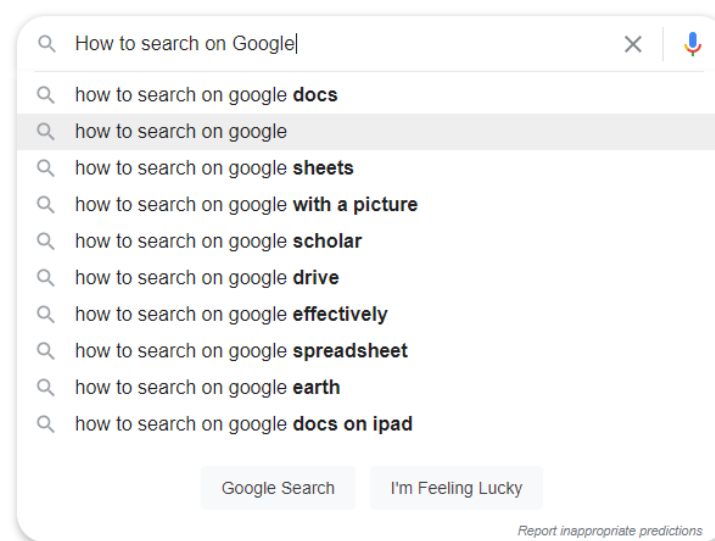 How to search on Google
how to search on google docs
how to search on google
how to search on google sheets
how to search on google with a picture
how to search on google scholar
how to search on google drive
how to search on google effectively
how to search on google spreadsheet
how to search on google earth
how to search on google docs on ipad
Google Search I'm Feeling Lucky
Report inappropriate predictions